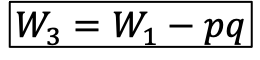 W₃ = W₁ − pq